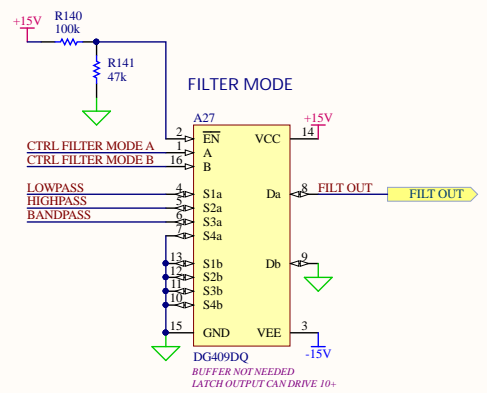 R140
+15V 100k
R141
47k
FILTER MODE
A27
+15V
2 EN VCC 14
CTRL FILTER MODE A 1 A
CTRL FILTER MODE B 16 B
LOWPASS 4 S1a Da 8 FILT OUT FILT OUT
HIGHPASS 5 S2a
BANDPASS 6 S3a
7 S4a
13 S1b Db 9
12 S2b
11 S3b
10 S4b
15 GND VEE 3
-15V
DG409DQ
BUFFER NOT NEEDED
LATCH OUTPUT CAN DRIVE 10+